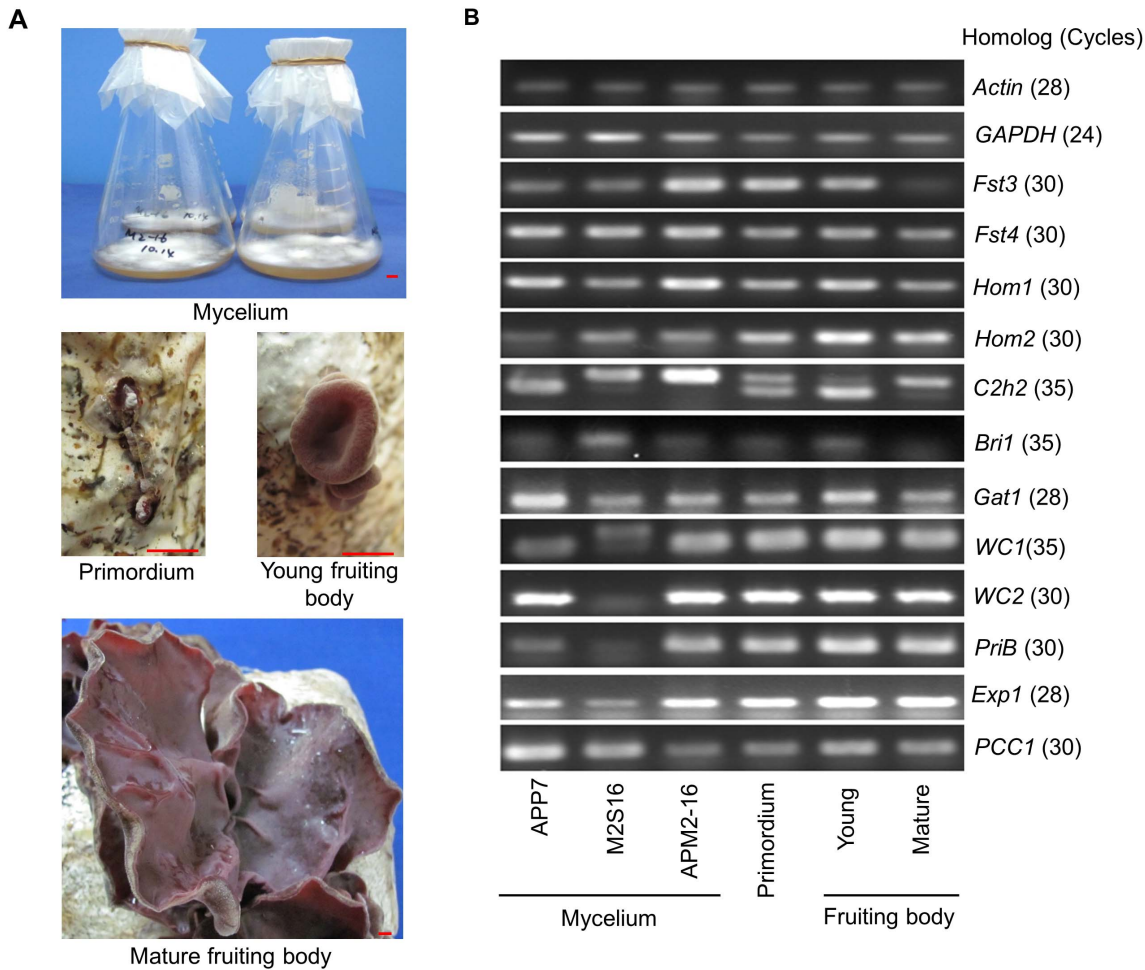 A
M2-16 10.14
M2-16
10.14
Mycelium
Primordium
Young fruiting
body
Mature fruiting body
B
Homolog (Cycles)
Actin (28)
GAPDH (24)
Fst3 (30)
Fst4 (30)
Hom1 (30)
Hom2 (30)
C2h2 (35)
Bri1 (35)
Gat1 (28)
WC1(35)
WC2 (30)
PriB (30)
Exp1 (28)
PCC1 (30)
APP7
M2S16
APM2-16
Primordium
Young
Mature
Mycelium
Fruiting body